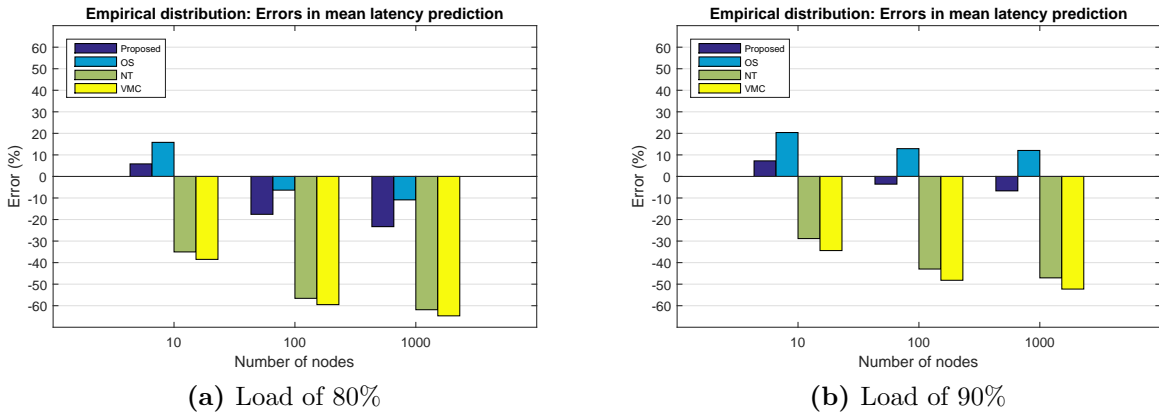 Empirical distribution: Errors in mean latency prediction
Proposed
OS
NT
VMC
Error (%)
60
50
40
30
20
10
0
-10
-20
-30
-40
-50
-60
10 100 1000
Number of nodes
(a) Load of 80%
Empirical distribution: Errors in mean latency prediction
Proposed
OS
NT
VMC
Error (%)
60
50
40
30
20
10
0
-10
-20
-30
-40
-50
-60
10 100 1000
Number of nodes
(b) Load of 90%